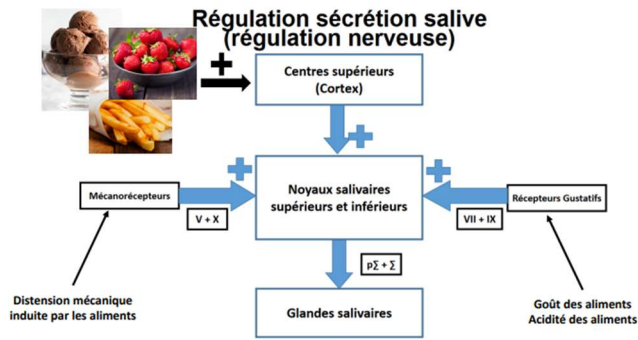 Régulation sécrétion salive
(régulation nerveuse)
+
Centres supérieurs
(Cortex)
+
+
+
Mécanorécepteurs
Noyaux salivaires
supérieurs et inférieurs
Récepteurs Gustatifs
V + X
VII + IX
p∑ + ∑
Distension mécanique
induite par les aliments
Glandes salivaires
Goût des aliments
Acidité des aliments